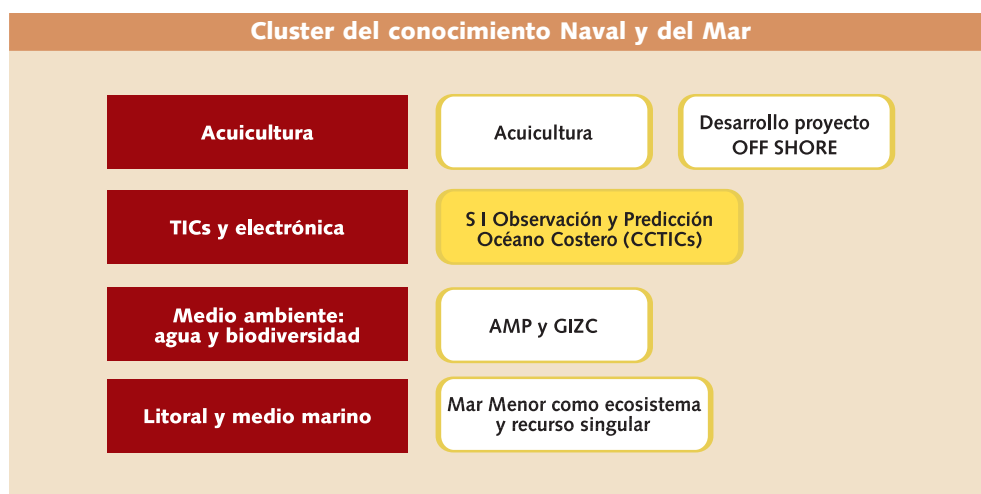 Cluster del conocimiento Naval y del Mar
Acuicultura
Acuicultura
Desarrollo proyecto
OFF SHORE
TICs y electrónica
S I Observación y Predicción
Océano Costero (CCTICs)
Medio ambiente:
agua y biodiversidad
AMP y GIZC
Litoral y medio marino
Mar Menor como ecosistema
y recurso singular